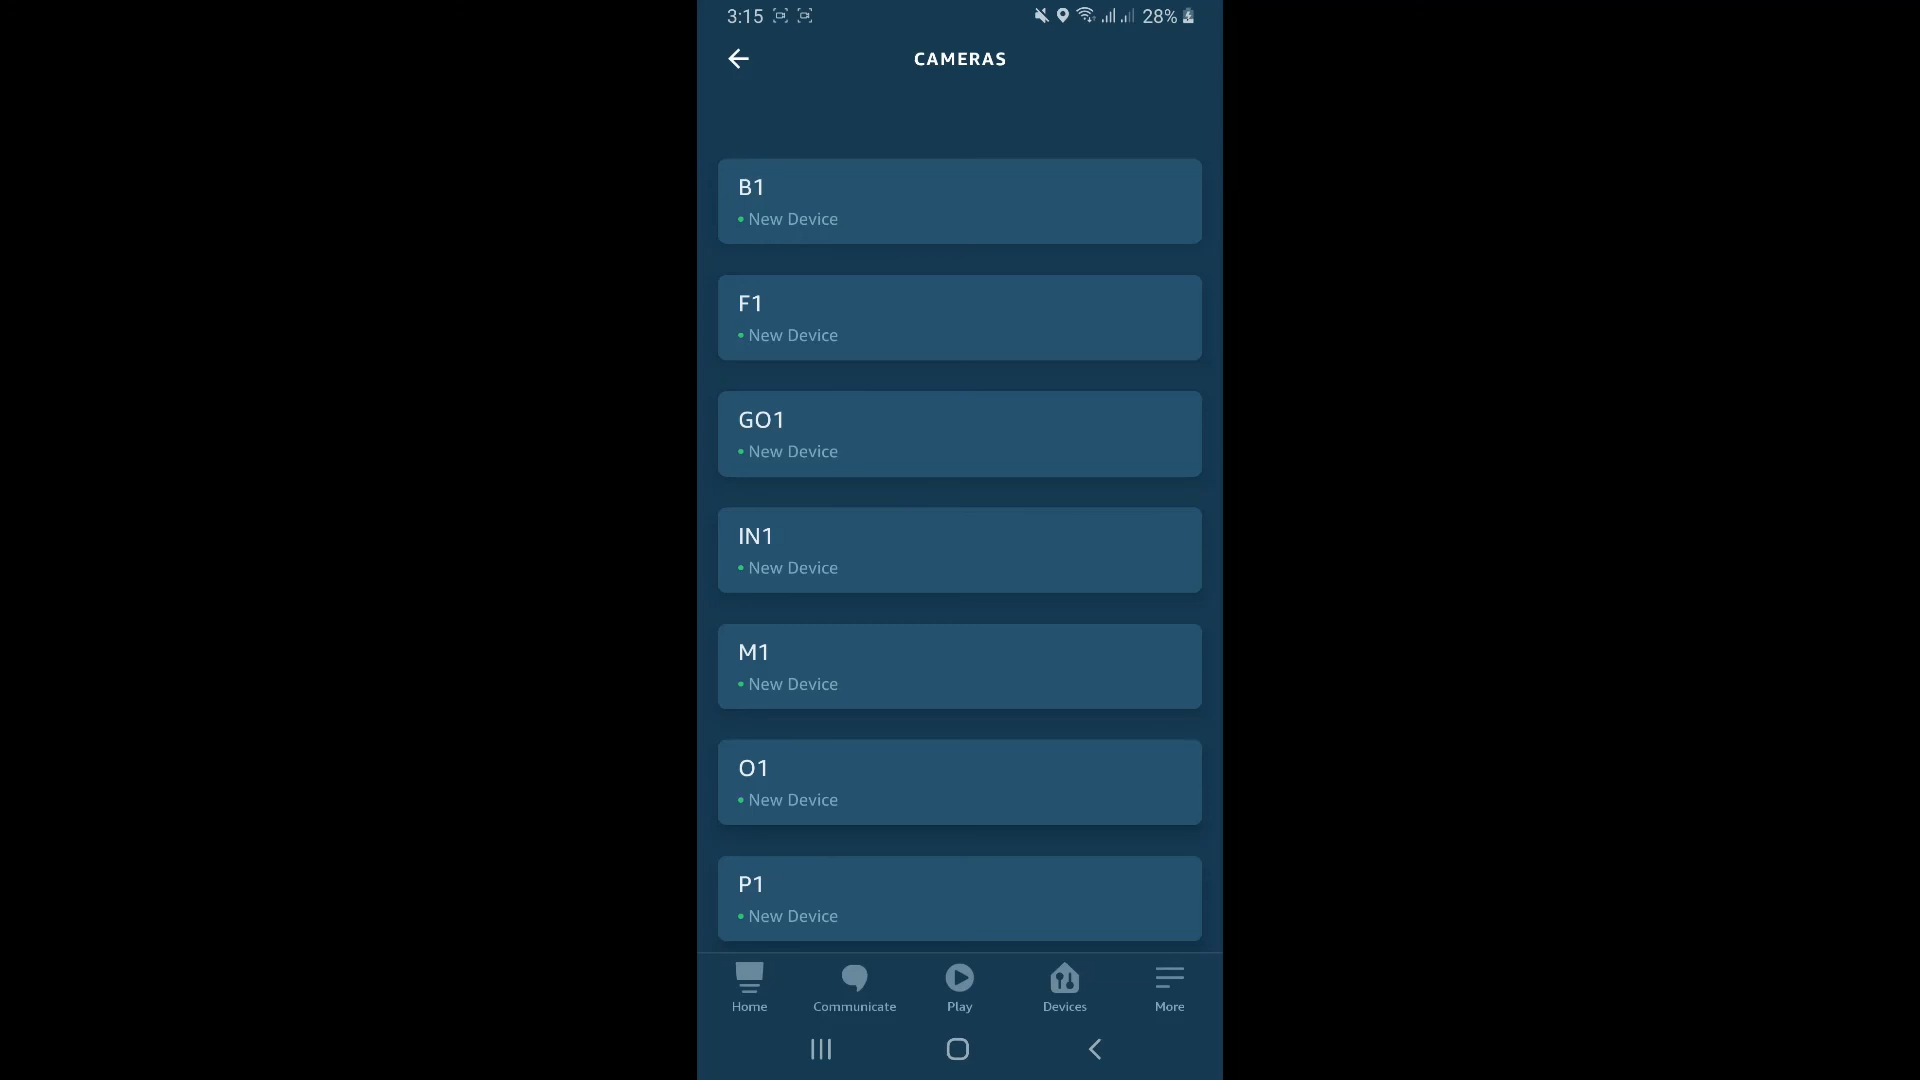 3:15 28%
CAMERAS
B1
New Device
F1
New Device
GO1
New Device
IN1
New Device
M1
New Device
O1
New Device
P1
New Device
Home Communicate Play Devices More